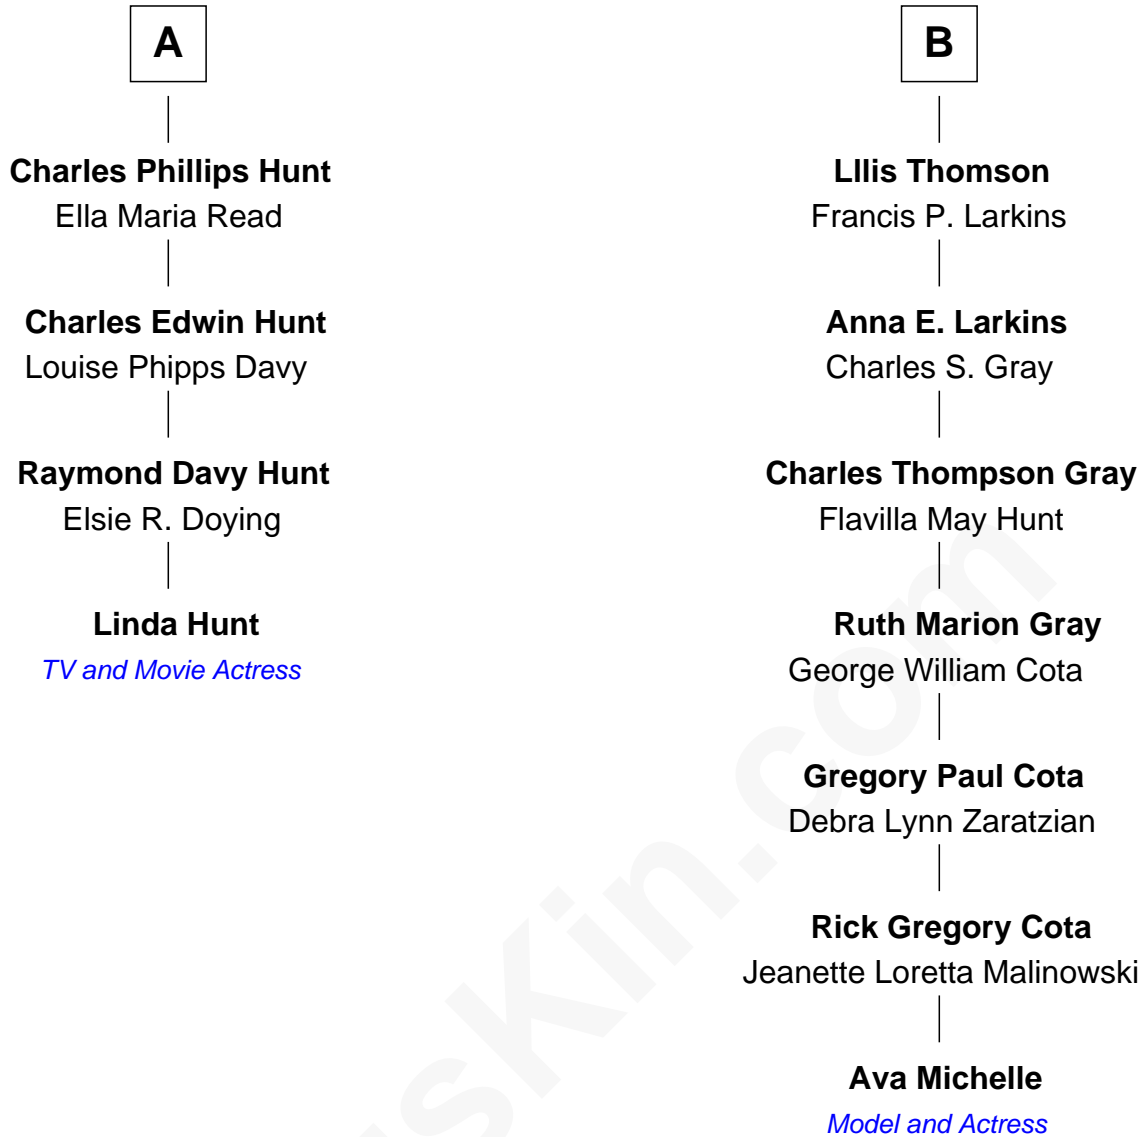 A
Charles Phillips Hunt
Ella Maria Read
Charles Edwin Hunt
Louise Phipps Davy
Raymond Davy Hunt
Elsie R. Doying
Linda Hunt
TV and Movie Actress
B
LIlis Thomson
Francis P. Larkins
Anna E. Larkins
Charles S. Gray
Charles Thompson Gray
Flavilla May Hunt
Ruth Marion Gray
George William Cota
Gregory Paul Cota
Debra Lynn Zaratzian
Rick Gregory Cota
Jeanette Loretta Malinowski
Ava Michelle
Model and Actress
sKin.com